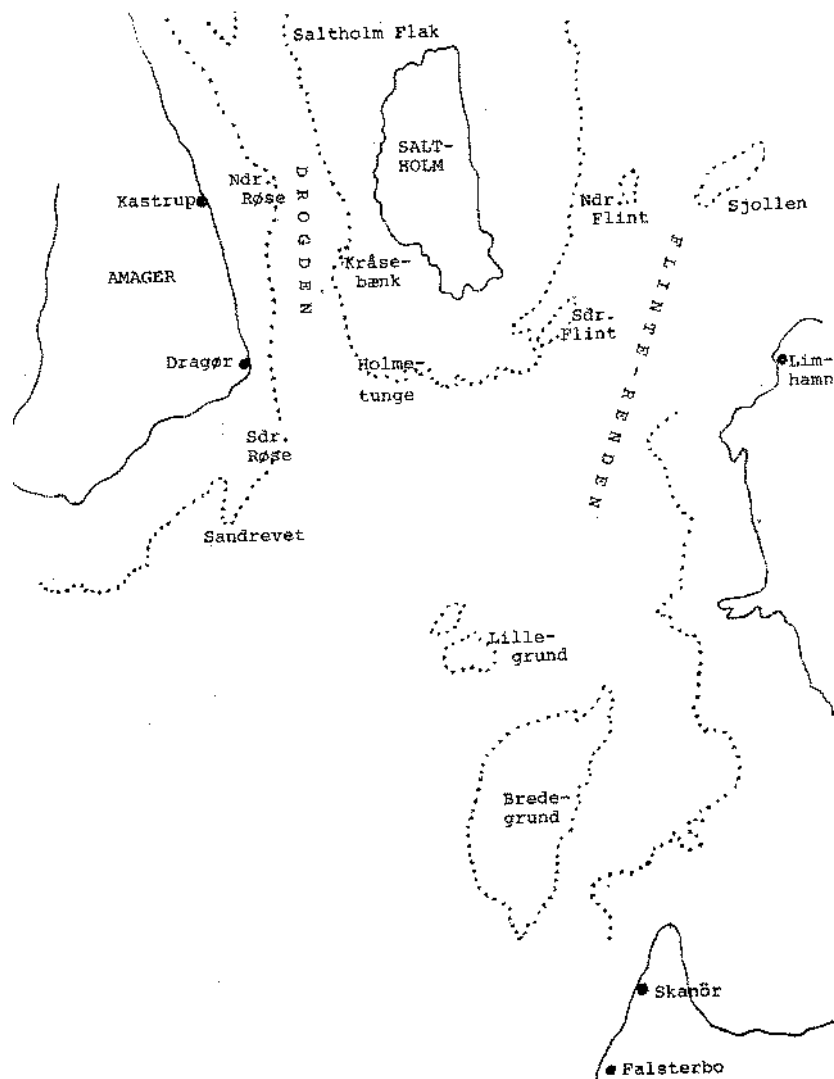 Saltholm Flak
SALT-
HOLM
Ndr.
Røse
DROGDEN
Kastrup
Ndr.
Flint
Sjollen
AMAGER
Kråse-
bænk
FLINTE-RENDEN
Sdr.
Flint
Dragør
Holme-
tunge
Lim-
hamn
Sdr.
Røse
Sandrevet
Lille-
grund
Brede-
grund
Skanör
Falsterbo